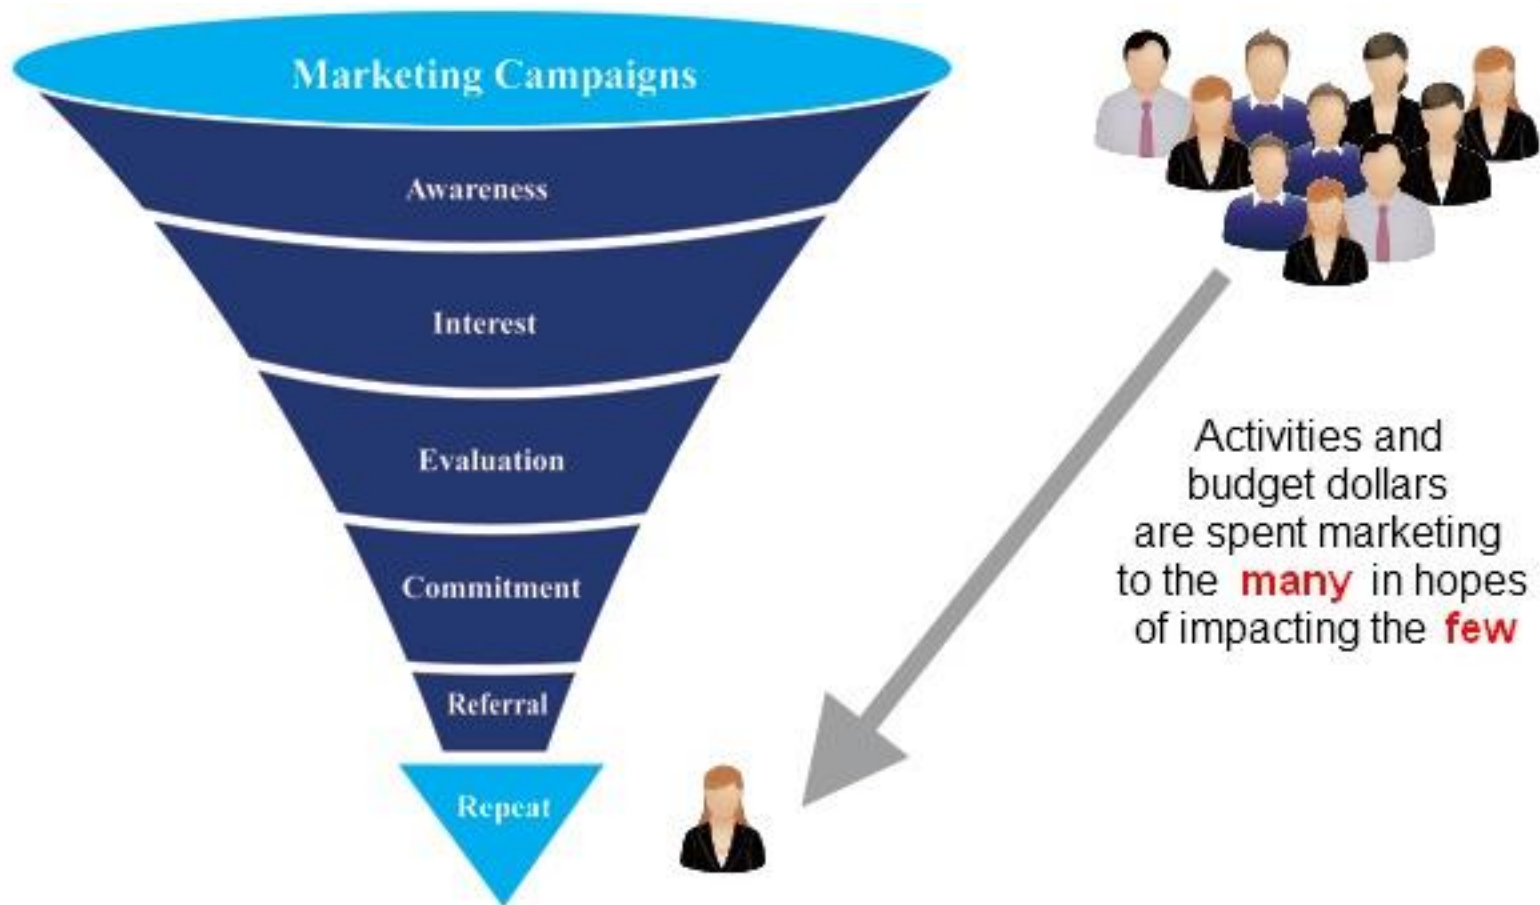 Marketing Campaigns
Awareness
Interest
Evaluation
Commitment
Referral
Repeat
Activities and
budget dollars
are spent marketing
to the many in hopes
of impacting the few